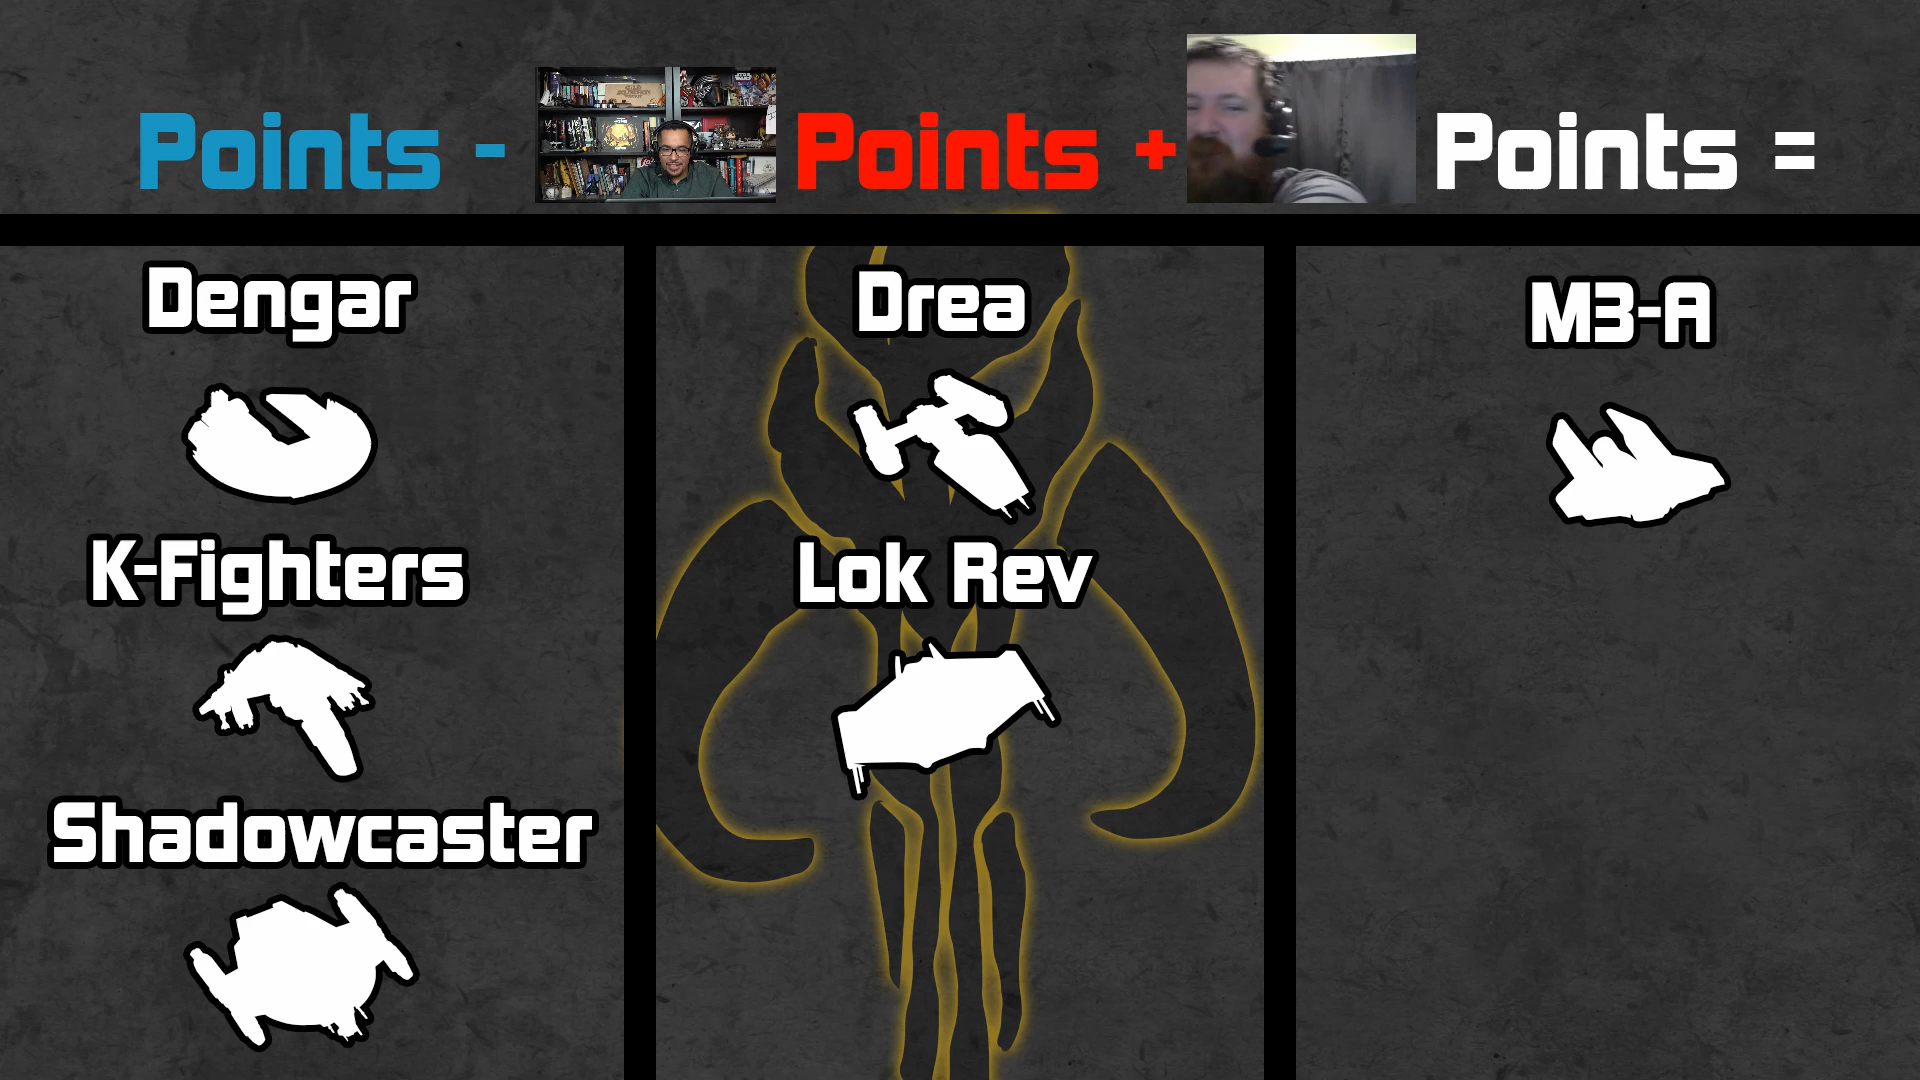 Points - Points + Points =
Dengar
Drea
M3-A
K-Fighters
Lok Rev
Shadowcaster